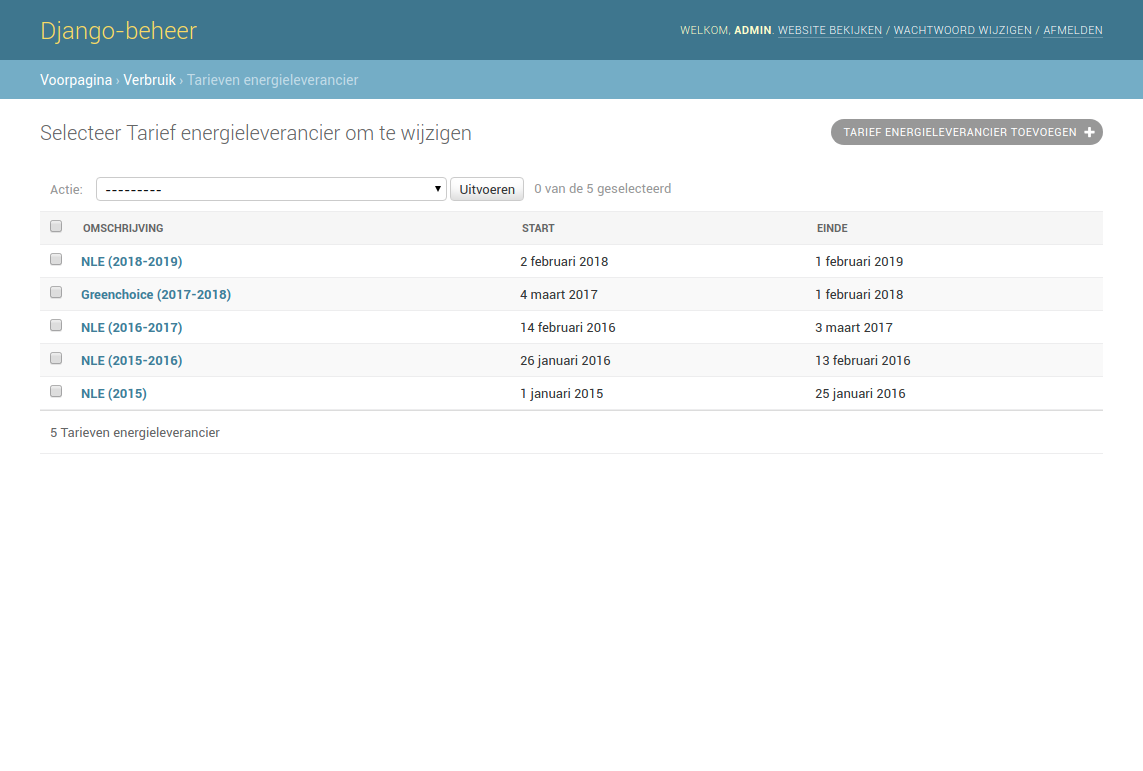 Django-beheer
WELKOM, ADMIN. WEBSITE BEKIJKEN / WACHTWOORD WIJZIGEN / AFMELDEN
Voorpagina › Verbruik › Tarieven energieleverancier
Selecteer Tarief energieleverancier om te wijzigen
TARIEF ENERGIELEVERANCIER TOEVOEGEN +
Actie: --------- Uitvoeren 0 van de 5 geselecteerd
OMSCHRIJVING START EINDE
NLE (2018-2019) 2 februari 2018 1 februari 2019
Greenchoice (2017-2018) 4 maart 2017 1 februari 2018
NLE (2016-2017) 14 februari 2016 3 maart 2017
NLE (2015-2016) 26 januari 2016 13 februari 2016
NLE (2015) 1 januari 2015 25 januari 2016
5 Tarieven energieleverancier